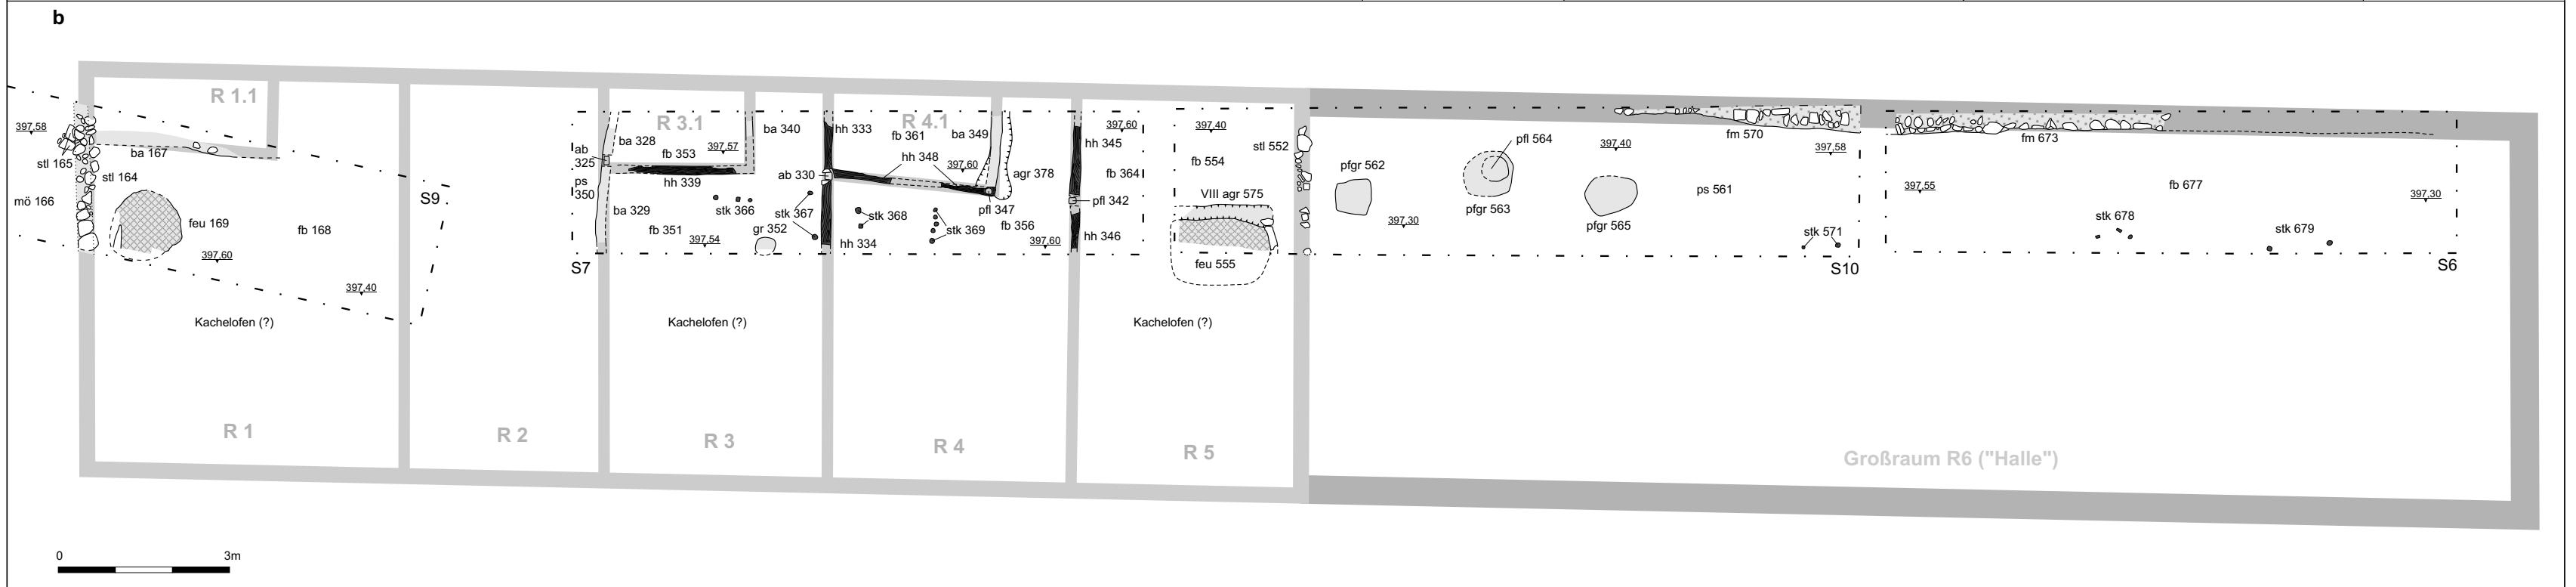 b
R 1.1
397,58
stl 165
ba 167
stl 164
mö 166
feu 169
fb 168
397,60
397,40
S9
Kachelofen (?)
R 1
R 2
ab
325
ps
350
ba 328
R 3.1
fb 353
397,57
hh 339
ba 340
ba 329
stk 366
fb 351
397,54
gr 352
stk 367
S7
Kachelofen (?)
R 3
hh 333
R 4.1
fb 361
ba 349
hh 348
397,60
ab 330
agr 378
stk 368
pfl 347
stk 369
fb 356
hh 334
397,60
R 4
397,60
hh 345
fb 364
pfl 342
hh 346
397,40
fb 554
stl 552
VIII agr 575
feu 555
Kachelofen (?)
R 5
pfgr 562
397,30
pfl 564
pfgr 563
397,40
pfgr 565
fm 570
397,58
ps 561
stk 571
S10
fm 673
397,55
fb 677
397,30
stk 678
stk 679
S6
Großraum R6 ("Halle")
0 3m